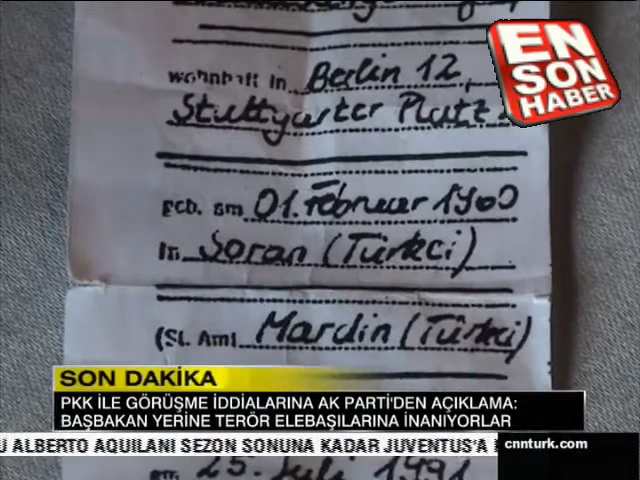 EN
SON
HABER
wohnhaft in Berlin 12,
Stuttgarter Platz
geb. am 01. Februar 1960
in Soran (Türkei)
(St. Amt Mardin (Türkei)
SON DAKİKA
PKK İLE GÖRÜŞME İDDİALARINA AK PARTİ'DEN AÇIKLAMA:
BAŞBAKAN YERİNE TERÖR ELEBAŞILARINA İNANIYORLAR
U ALBERTO AQUILANI SEZON SONUNA KADAR JUVENTUS'A
cnnturk.com
am 25. Juli 1991